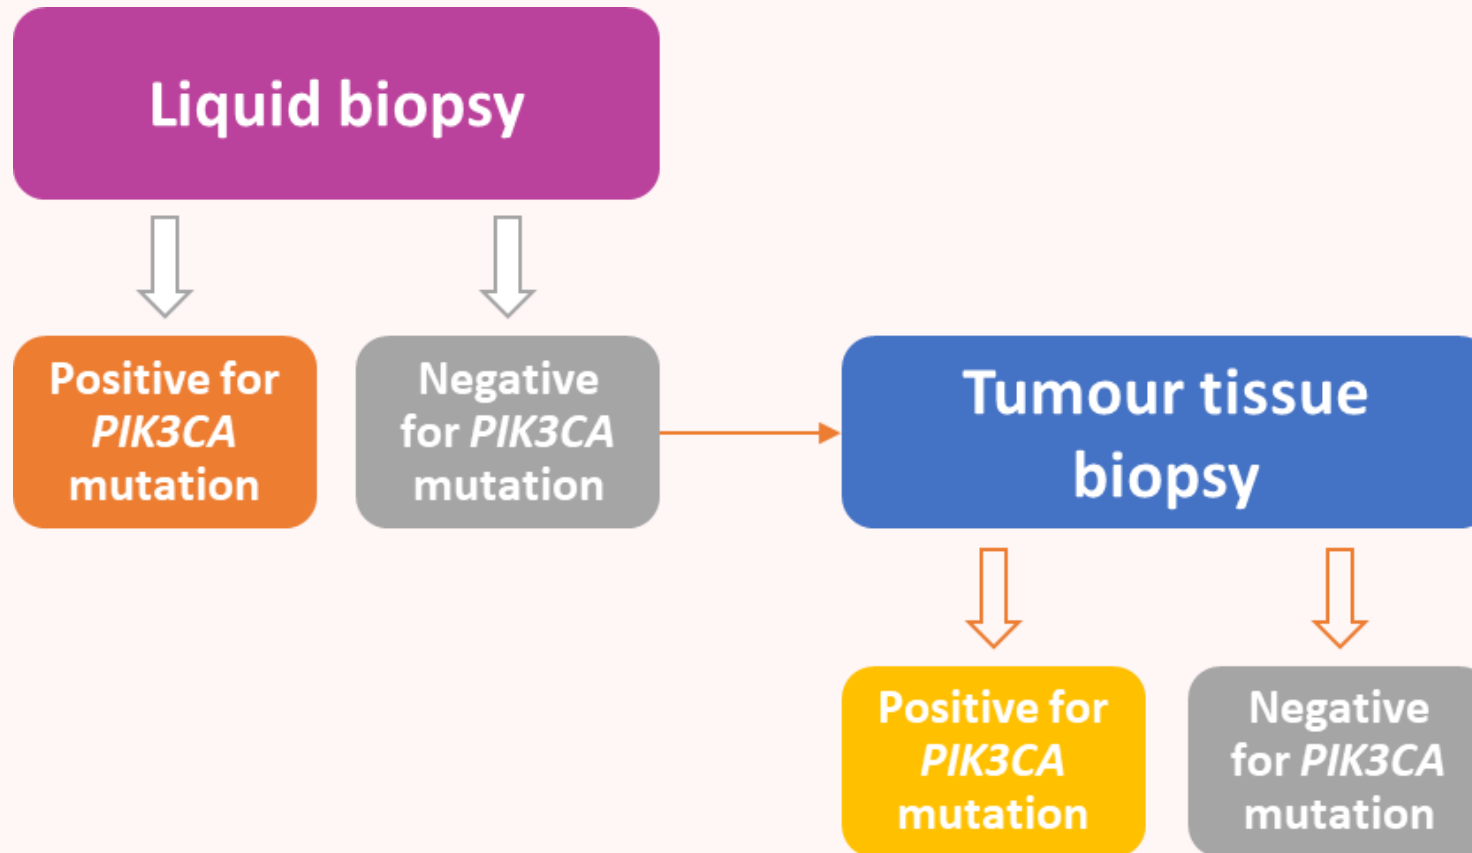 Liquid biopsy
Positive for
PIK3CA
mutation
Negative
for PIK3CA
mutation
Tumour tissue
biopsy
Positive for
PIK3CA
mutation
Negative
for PIK3CA
mutation